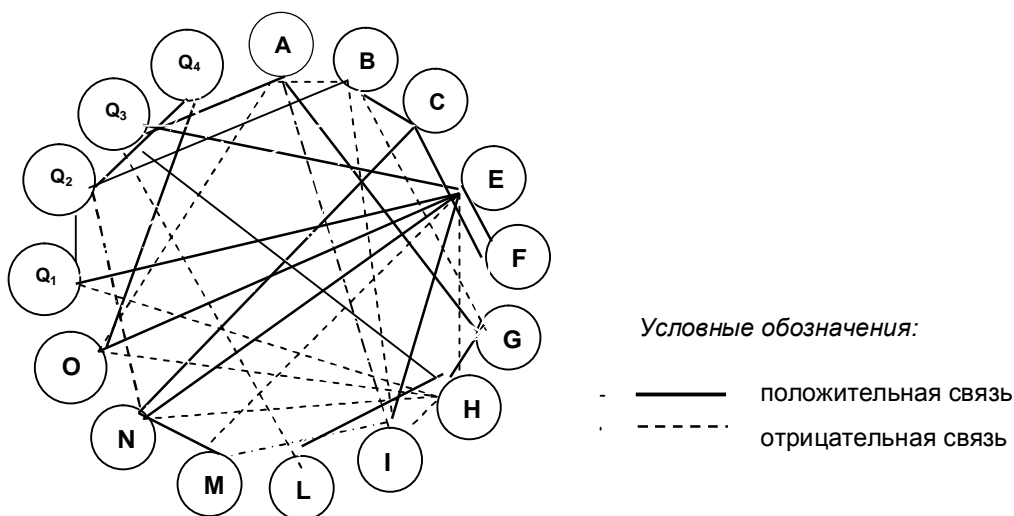 A
B
C
E
F
G
H
I
L
M
N
O
Q₁
Q₂
Q₃
Q₄
Условные обозначения:
положительная связь
отрицательная связь